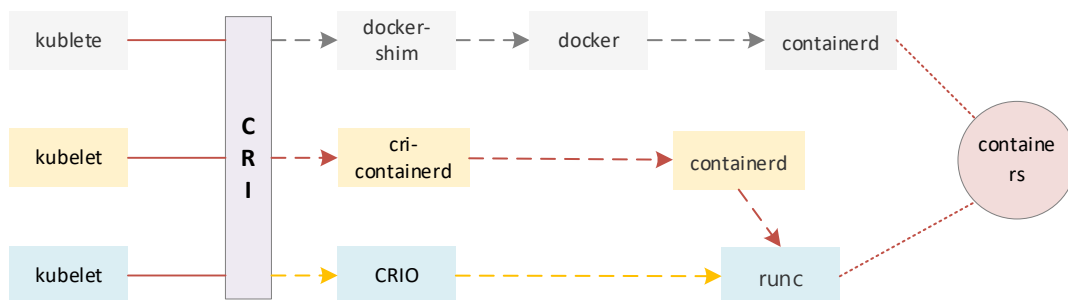 kublete
docker-
shim
docker
containerd
C
R
I
kubelet
cri-
containerd
containerd
containe
rs
kubelet
CRIO
runc